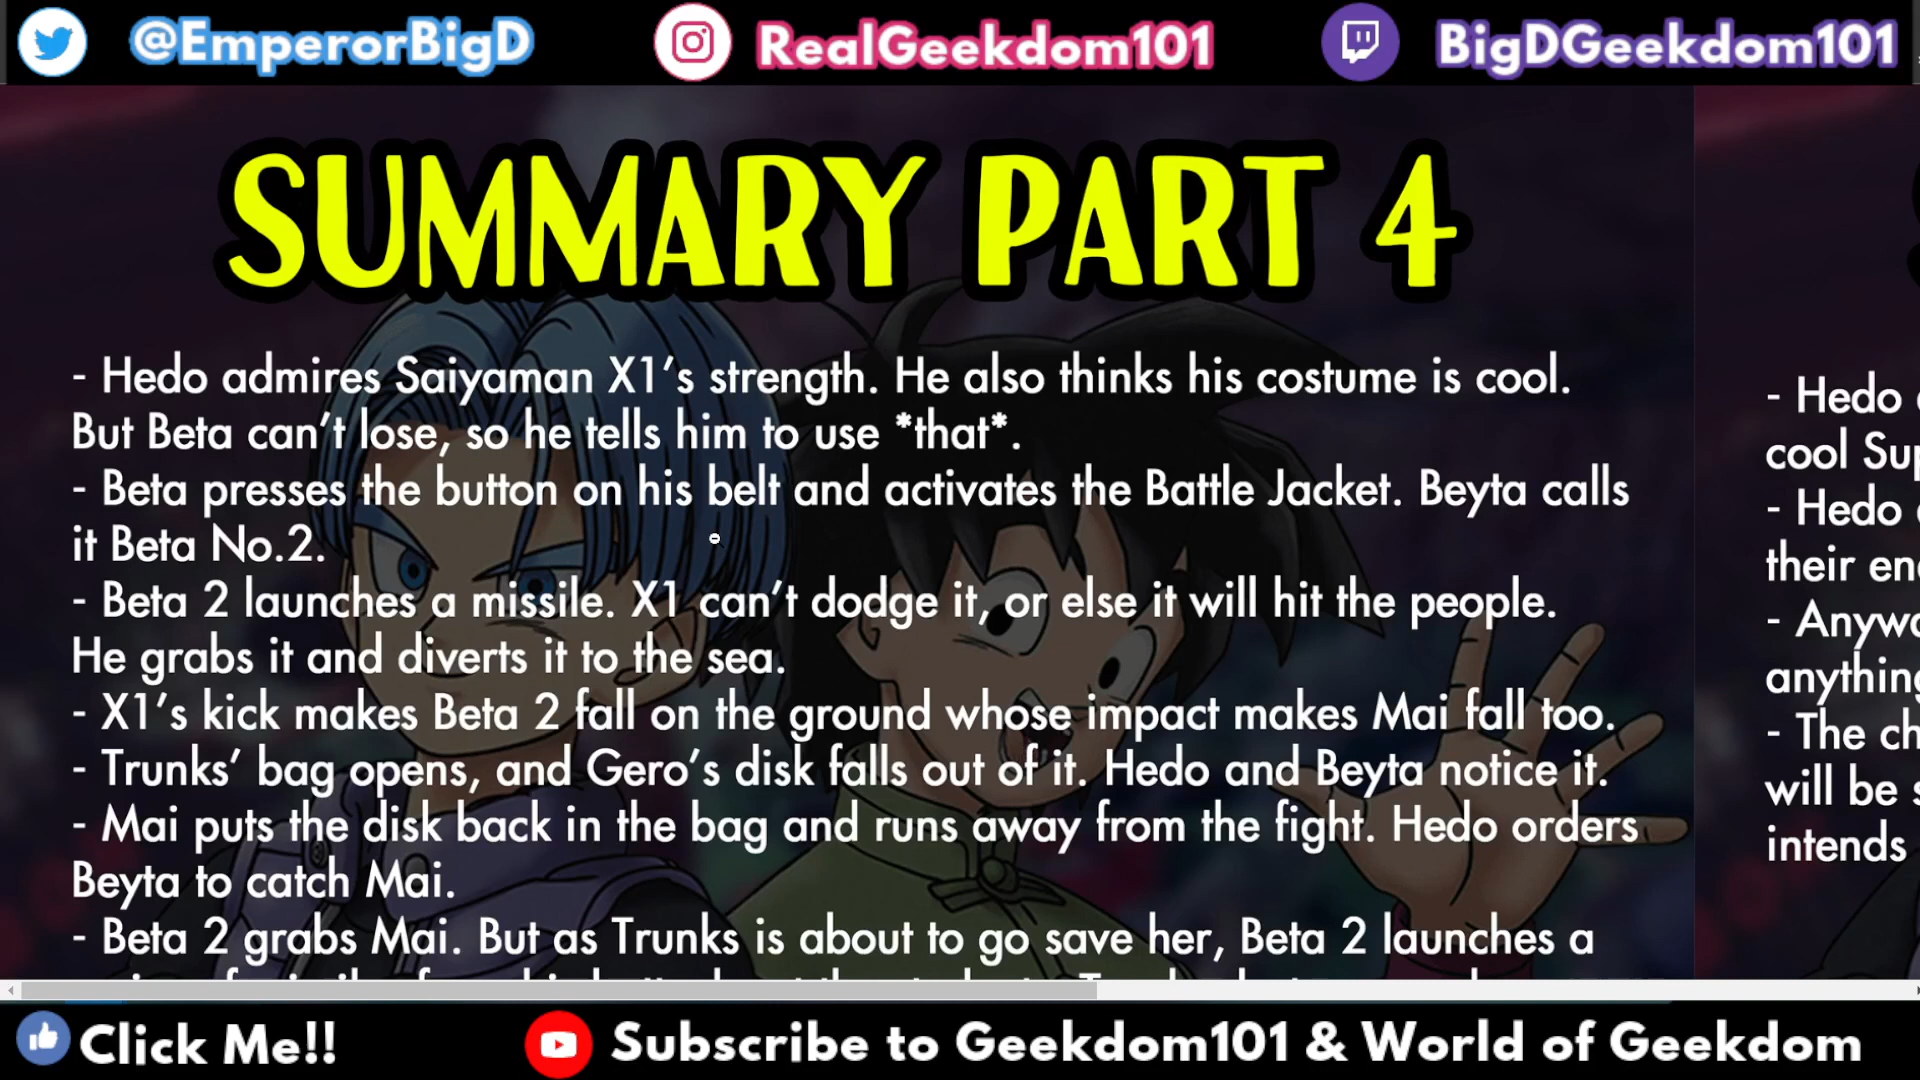 @EmperorBigD
RealGeekdom101
BigDGeekdom101
SUMMARY PART 4
- Hedo admires Saiyaman X1's strength. He also thinks his costume is cool.
But Beta can't lose, so he tells him to use *that*.
- Beta presses the button on his belt and activates the Battle Jacket. Beyta calls
it Beta No.2.
- Beta 2 launches a missile. X1 can't dodge it, or else it will hit the people.
He grabs it and diverts it to the sea.
- X1's kick makes Beta 2 fall on the ground whose impact makes Mai fall too.
- Trunks' bag opens, and Gero's disk falls out of it. Hedo and Beyta notice it.
- Mai puts the disk back in the bag and runs away from the fight. Hedo orders
Beyta to catch Mai.
- Beta 2 grabs Mai. But as Trunks is about to go save her, Beta 2 launches a
- Hedo
cool
- Hedo
their
-
- The
will be
intends
Click Me!!
Subscribe to Geekdom101 & World of Geekdom